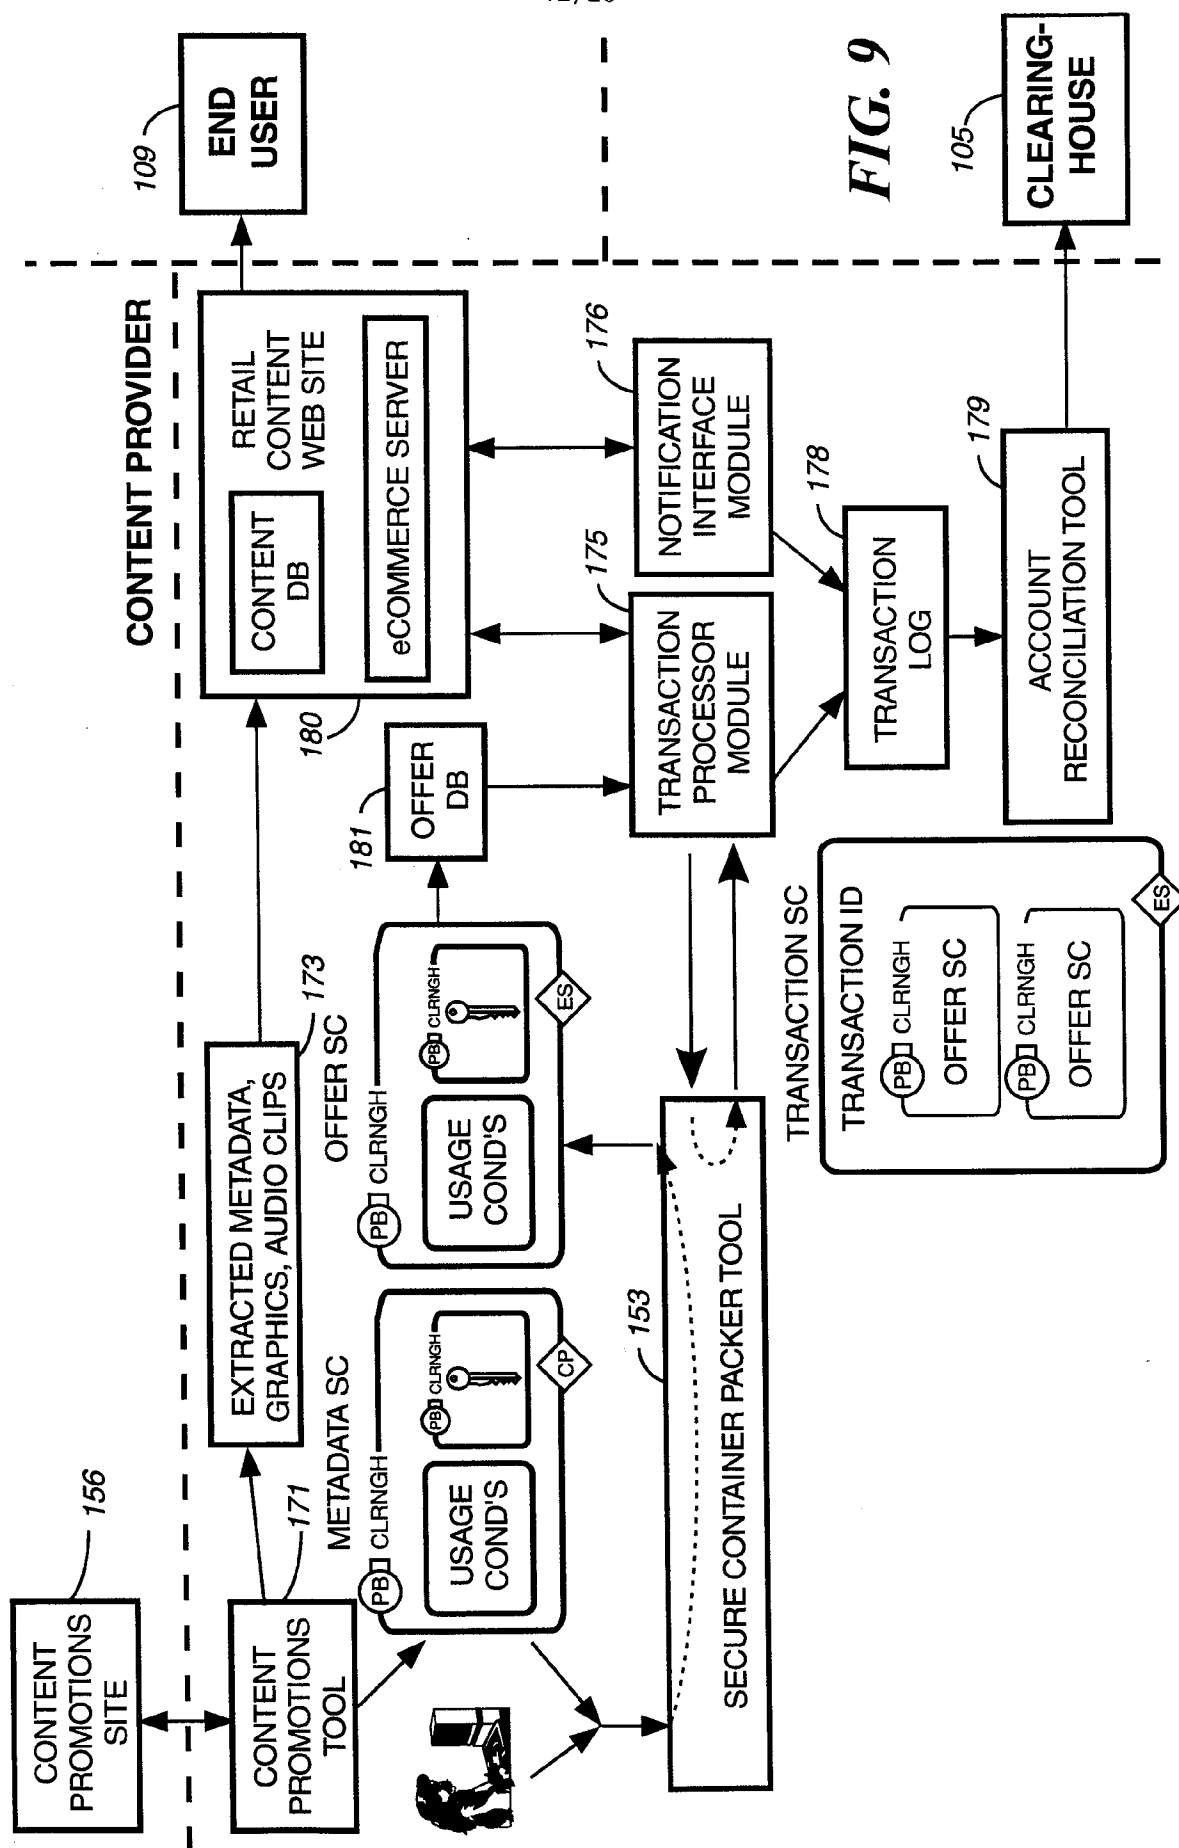 CONTENT PROVIDER
CONTENT
PROMOTIONS
SITE
156
CONTENT
PROMOTIONS
TOOL
171
EXTRACTED METADATA,
GRAPHICS, AUDIO CLIPS
173
RETAIL
CONTENT
WEB SITE
CONTENT
DB
eCOMMERCE SERVER
180
END
USER
109
METADATA SC
PB CLRNGH
USAGE
COND'S
PB CLRNGH
CP
OFFER SC
PB CLRNGH
USAGE
COND'S
PB CLRNGH
ES
OFFER
DB
181
SECURE CONTAINER PACKER TOOL
153
TRANSACTION
PROCESSOR
MODULE
175
NOTIFICATION
INTERFACE
MODULE
176
TRANSACTION
LOG
178
ACCOUNT
RECONCILIATION TOOL
179
TRANSACTION SC
TRANSACTION ID
PB CLRNGH
OFFER SC
PB CLRNGH
OFFER SC
ES
CLEARING-
HOUSE
105
FIG. 9